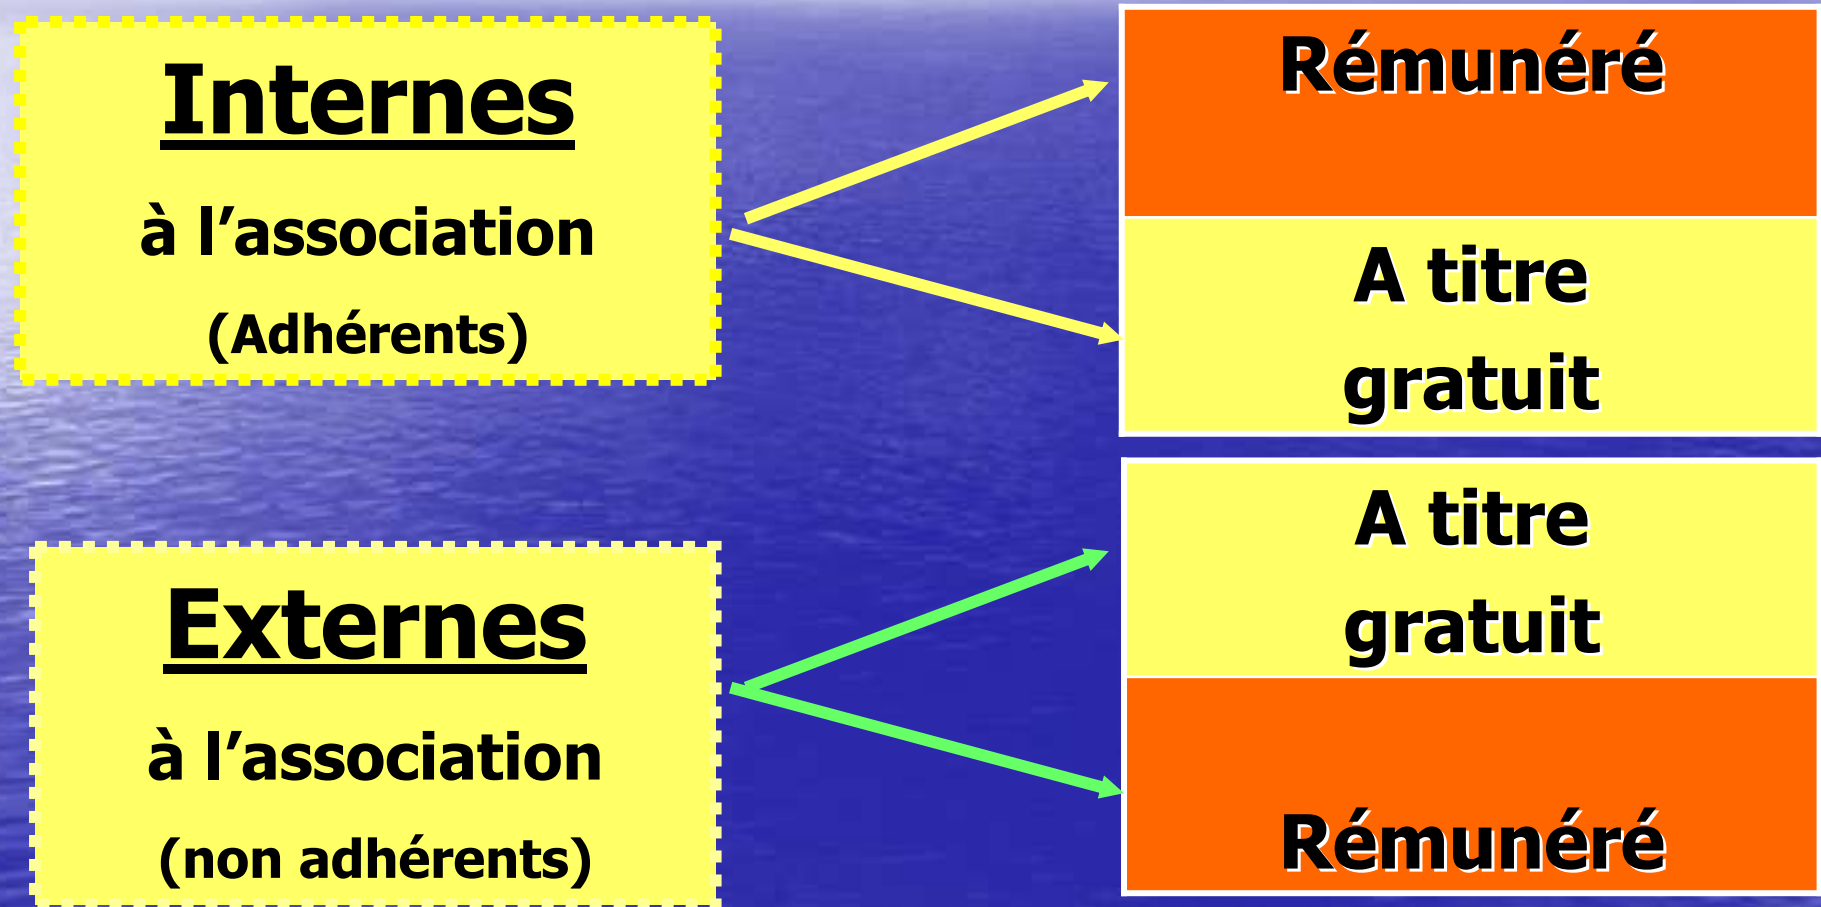 Internes
à l’association
(Adhérents)
Rémunéré
A titre
gratuit
Externes
à l’association
(non adhérents)
A titre
gratuit
Rémunéré